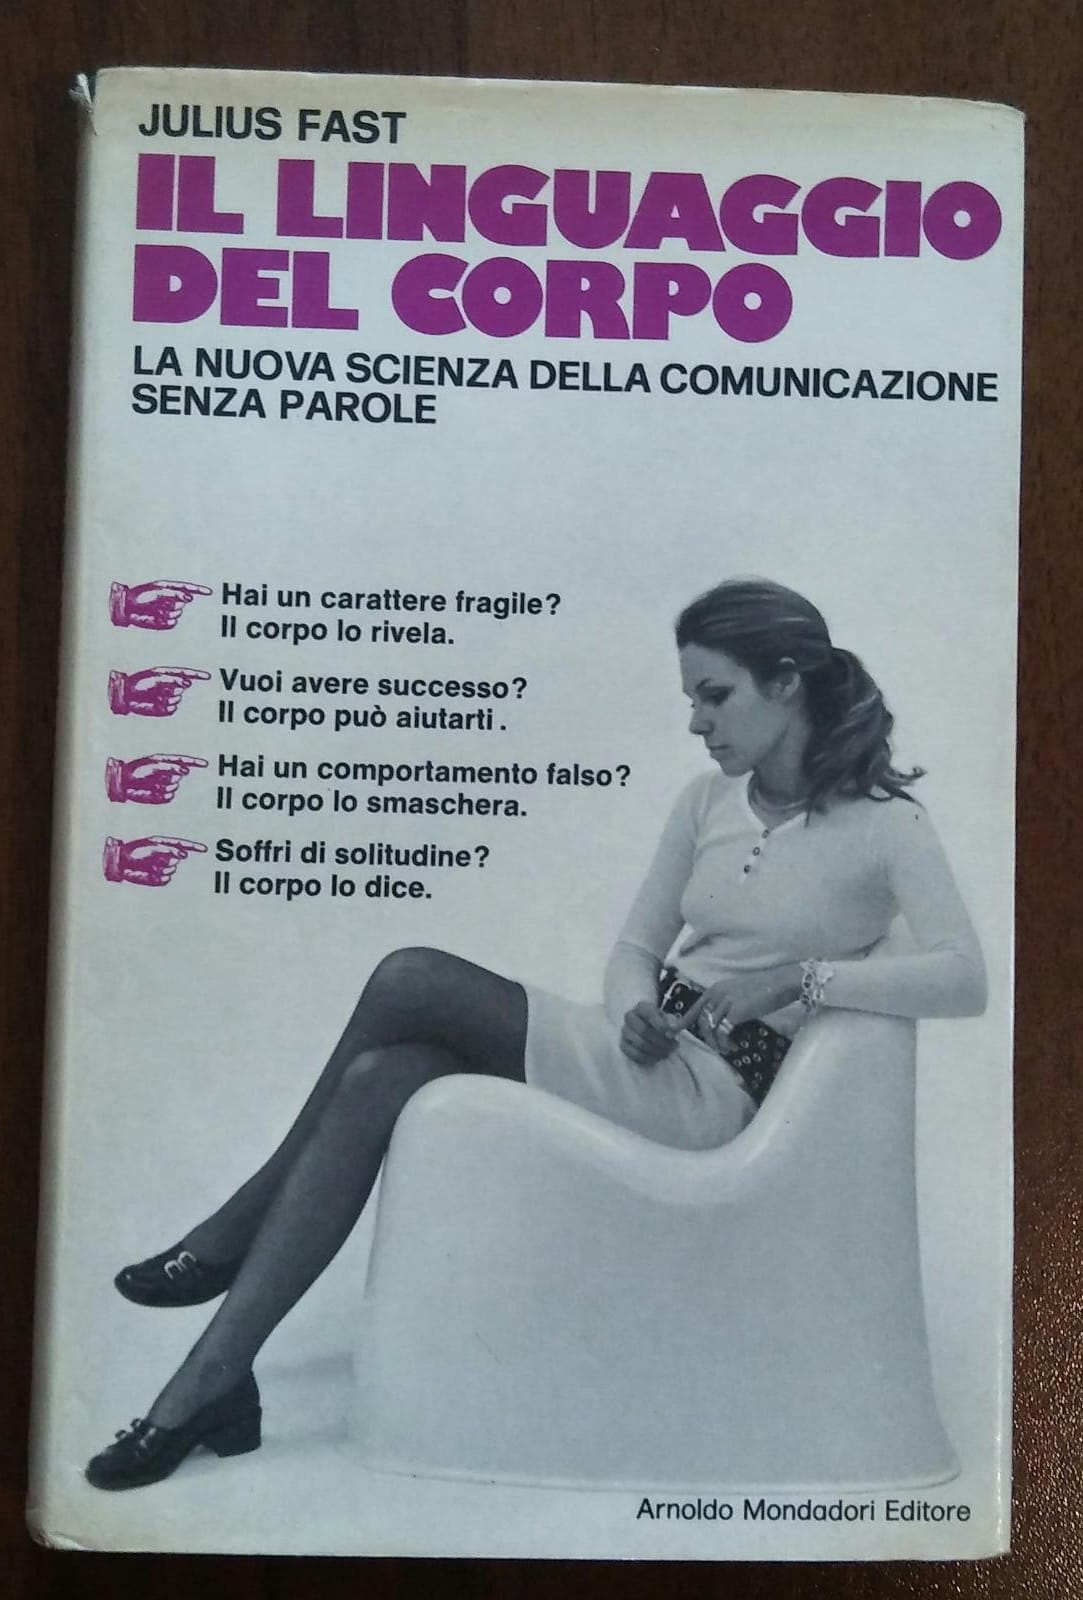 JULIUS FAST
IL LINGUAGGIO
DEL CORPO
LA NUOVA SCIENZA DELLA COMUNICAZIONE
SENZA PAROLE
Hai un carattere fragile?
Il corpo lo rivela.
Vuoi avere successo?
Il corpo può aiutarti.
Hai un comportamento falso?
Il corpo lo smaschera.
Soffri di solitudine?
Il corpo lo dice.
Arnoldo Mondadori Editore